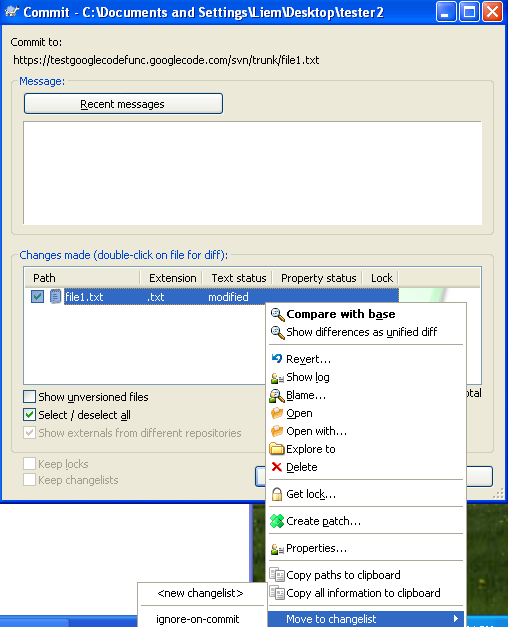 Commit - C:\Documents and Settings\Liem\Desktop\tester2
Commit to:
https://testgooglecodefunc.googlecode.com/svn/trunk/file1.txt
Message:
Recent messages
Changes made (double-click on file for diff):
Path Extension Text status Property status Lock
file1.txt .txt modified
Compare with base
Show differences as unified diff
Revert...
Show log
Blame...
Open
Open with...
Explore to
Delete
Get lock...
Create patch...
Properties...
Copy paths to clipboard
Copy all information to clipboard
Move to changelist
<new changelist>
ignore-on-commit
Show unversioned files
Select / deselect all
Show externals from different repositories
Keep locks
Keep changelists